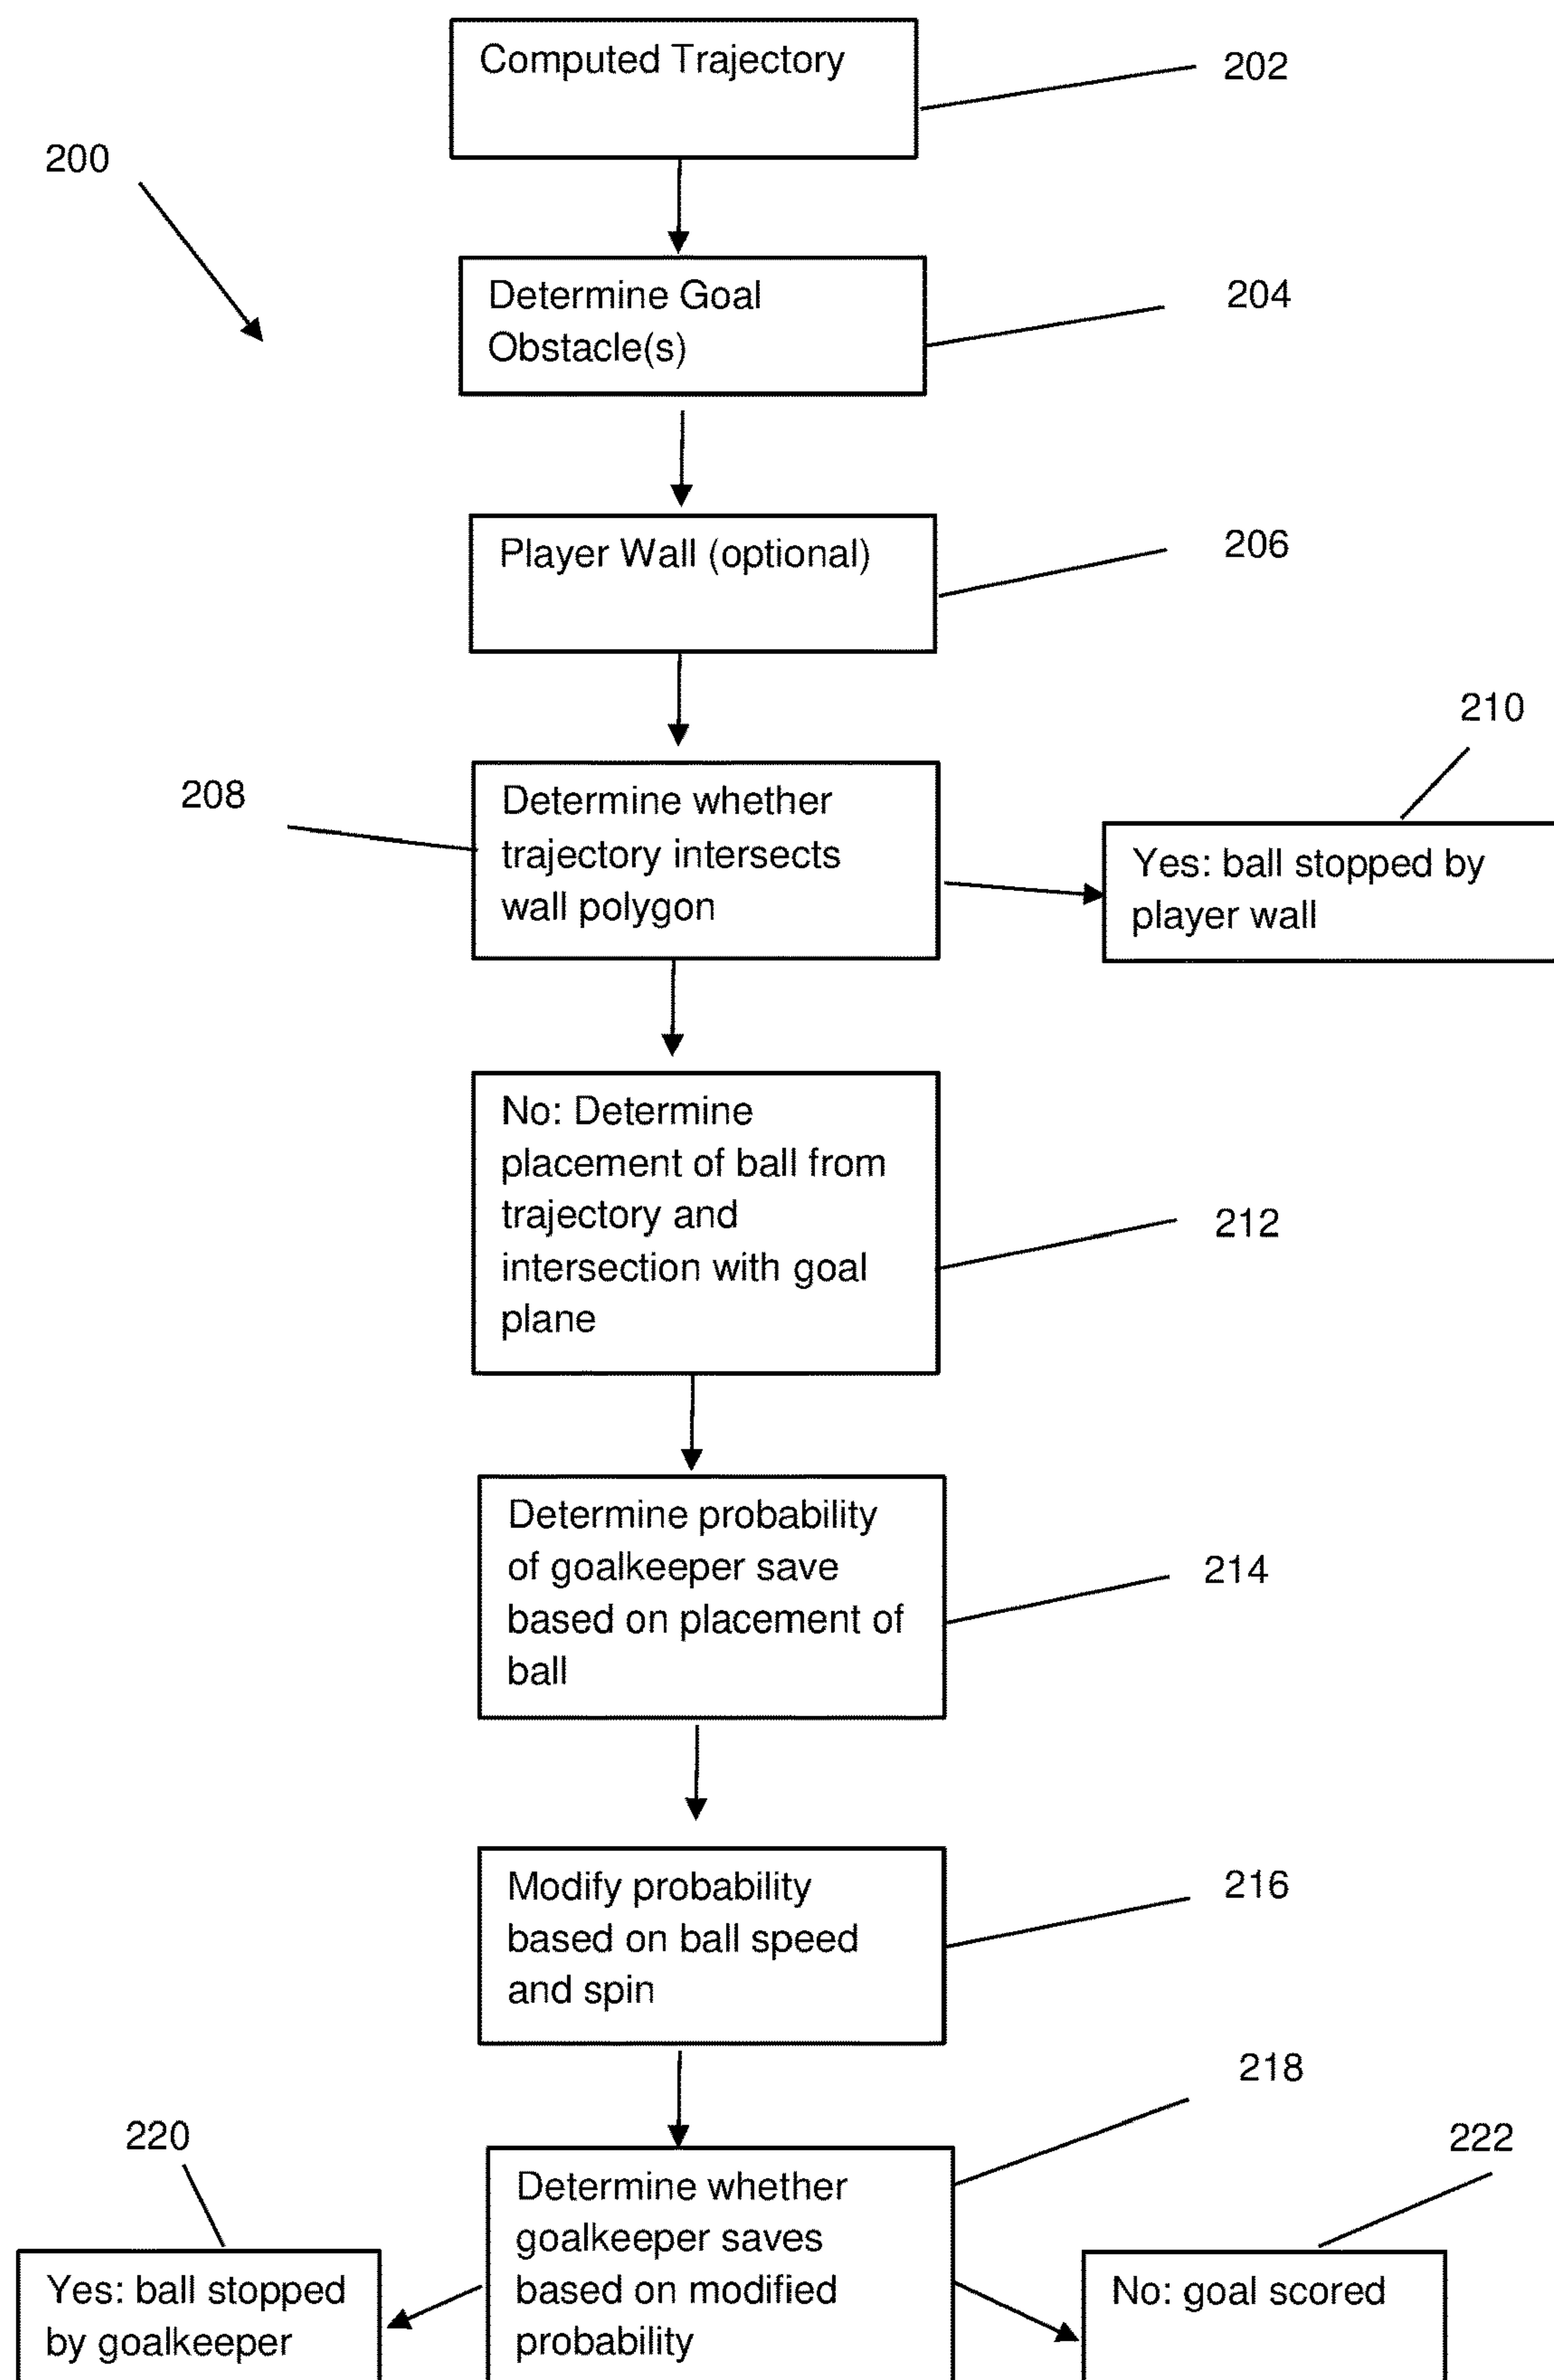 Computed Trajectory
202
200
Determine Goal
Obstacle(s)
204
Player Wall (optional)
206
208
Determine whether
trajectory intersects
wall polygon
210
Yes: ball stopped by
player wall
No: Determine
placement of ball from
trajectory and
intersection with goal
plane
212
Determine probability
of goalkeeper save
based on placement of
ball
214
Modify probability
based on ball speed
and spin
216
218
220
222
Determine whether
goalkeeper saves
based on modified
probability
Yes: ball stopped
by goalkeeper
No: goal scored